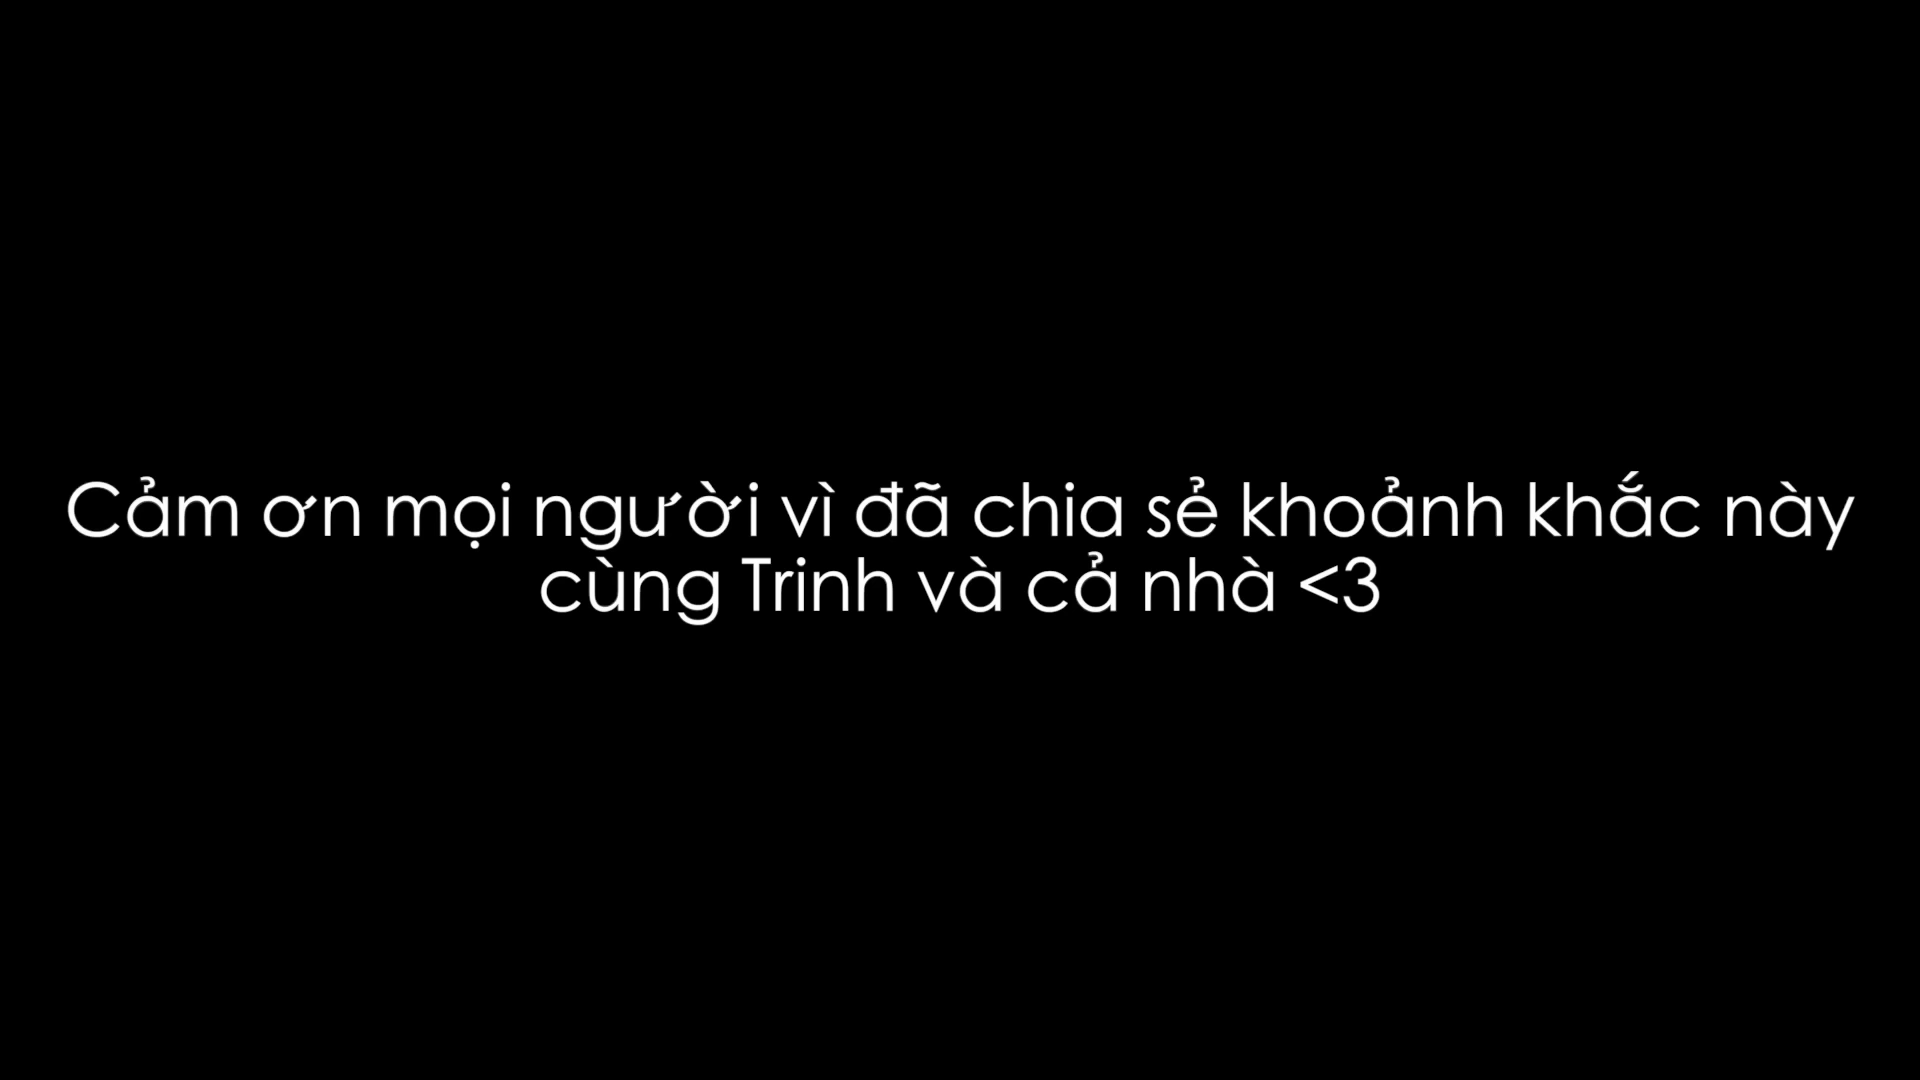 Cảm ơn mọi người vì đã chia sẻ khoảnh khắc này
cùng Trinh và cả nhà <3